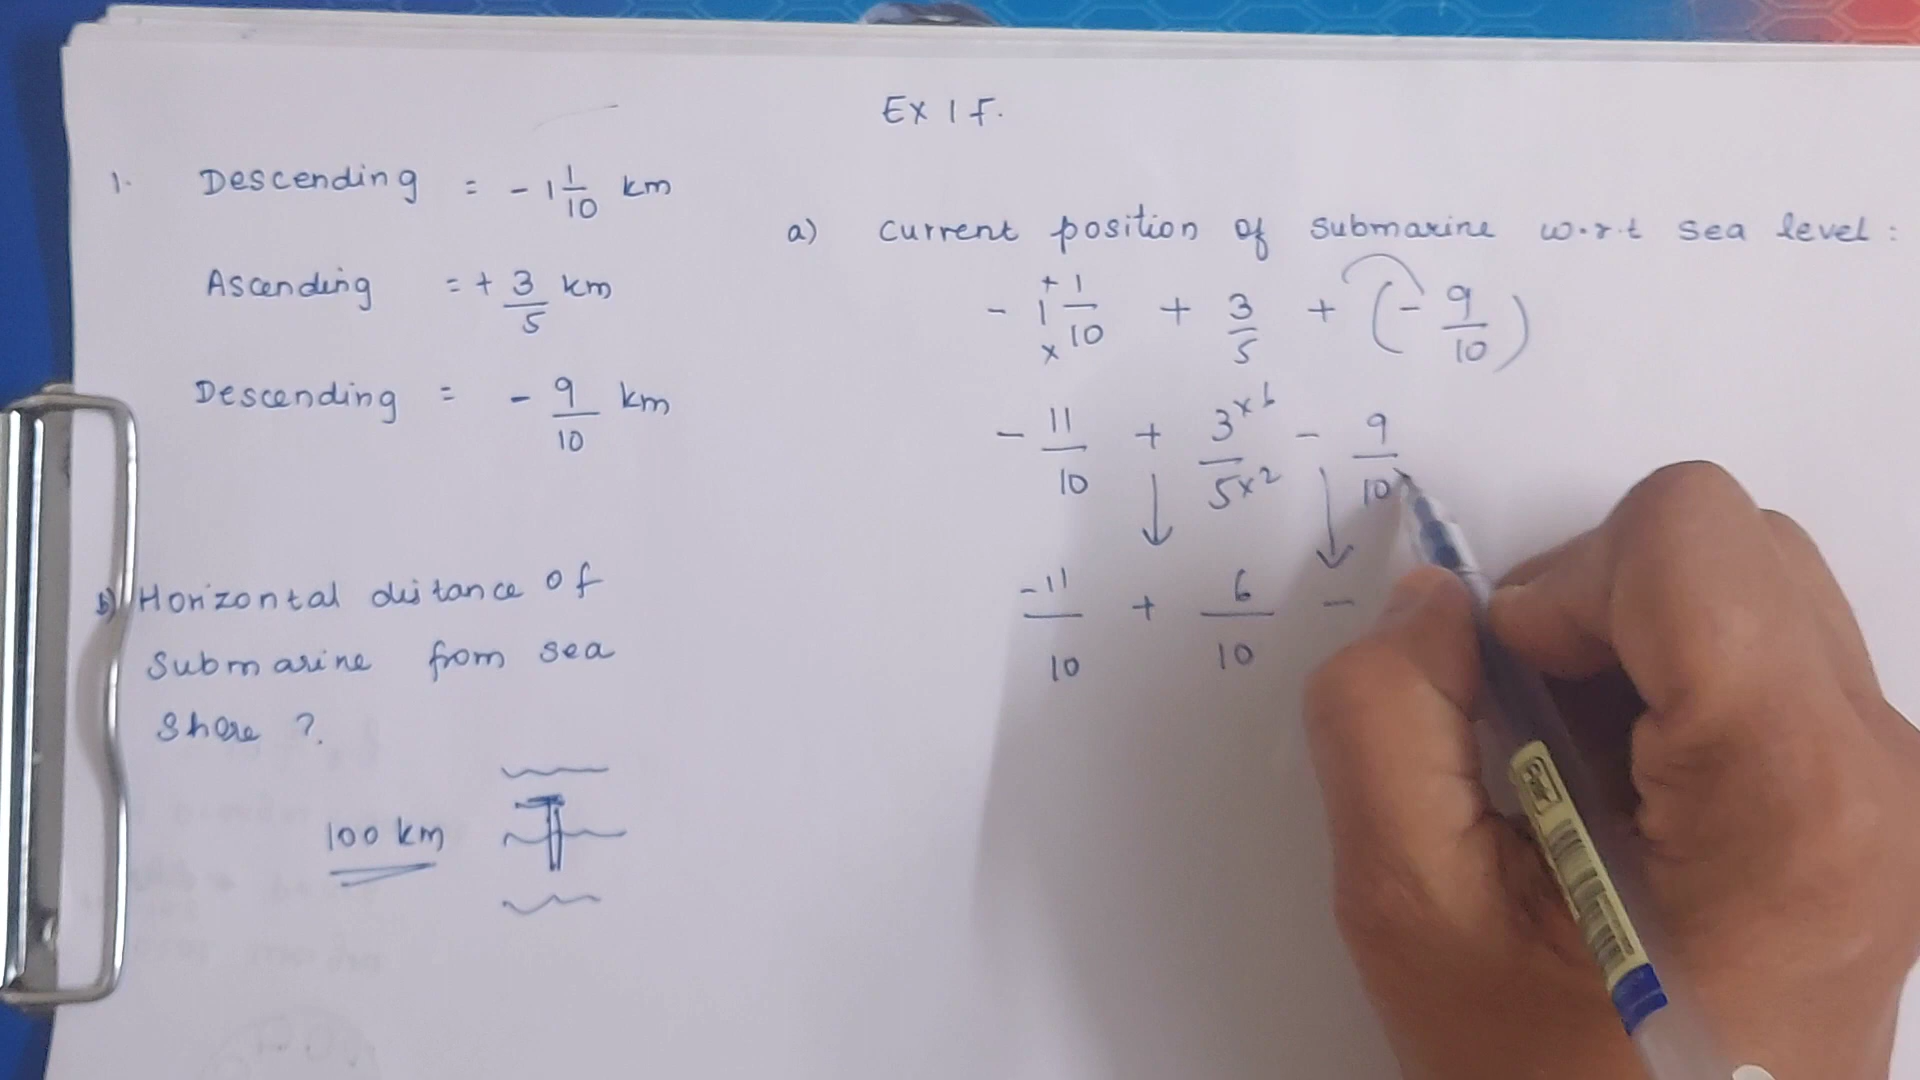 Ex 1 F.
1. Descending = - 1 1/10 km
Ascending = + 3/5 km
Descending = - 9/10 km
a) Current position of submarine w.r.t sea level :
- 1 + 1/10 × + 3/5 + (- 9/10)
- 11/10 + 3×6/5×2 - 9/10
-11/10 + 6/10 -
b) Horizontal distance of
submarine from sea
shore ?
100 km